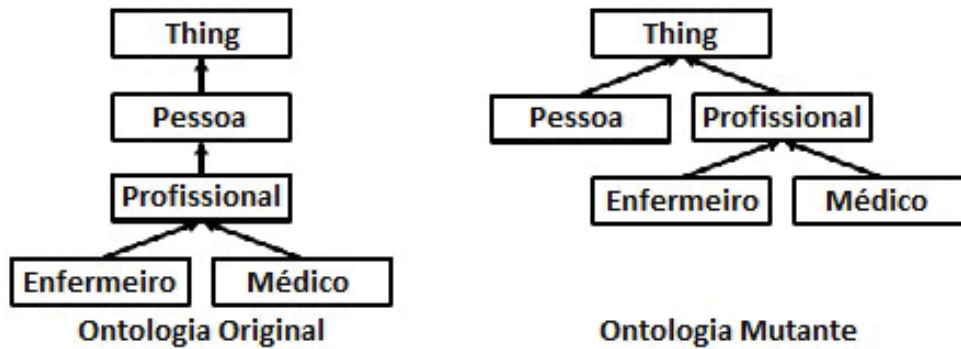 Thing
Pessoa
Profissional
Enfermeiro Médico
Ontologia Original
Thing
Pessoa Profissional
Enfermeiro Médico
Ontologia Mutante